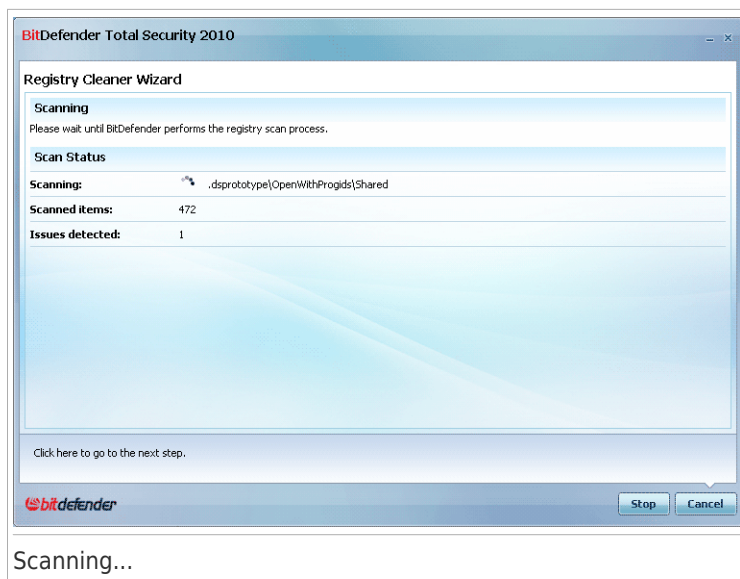 BitDefender Total Security 2010
Registry Cleaner Wizard
Scanning
Please wait until BitDefender performs the registry scan process.
Scan Status
Scanning: .dsprototype\OpenWithProgids\Shared
Scanned items: 472
Issues detected: 1
Click here to go to the next step.
bitdefender
Stop Cancel
Scanning...